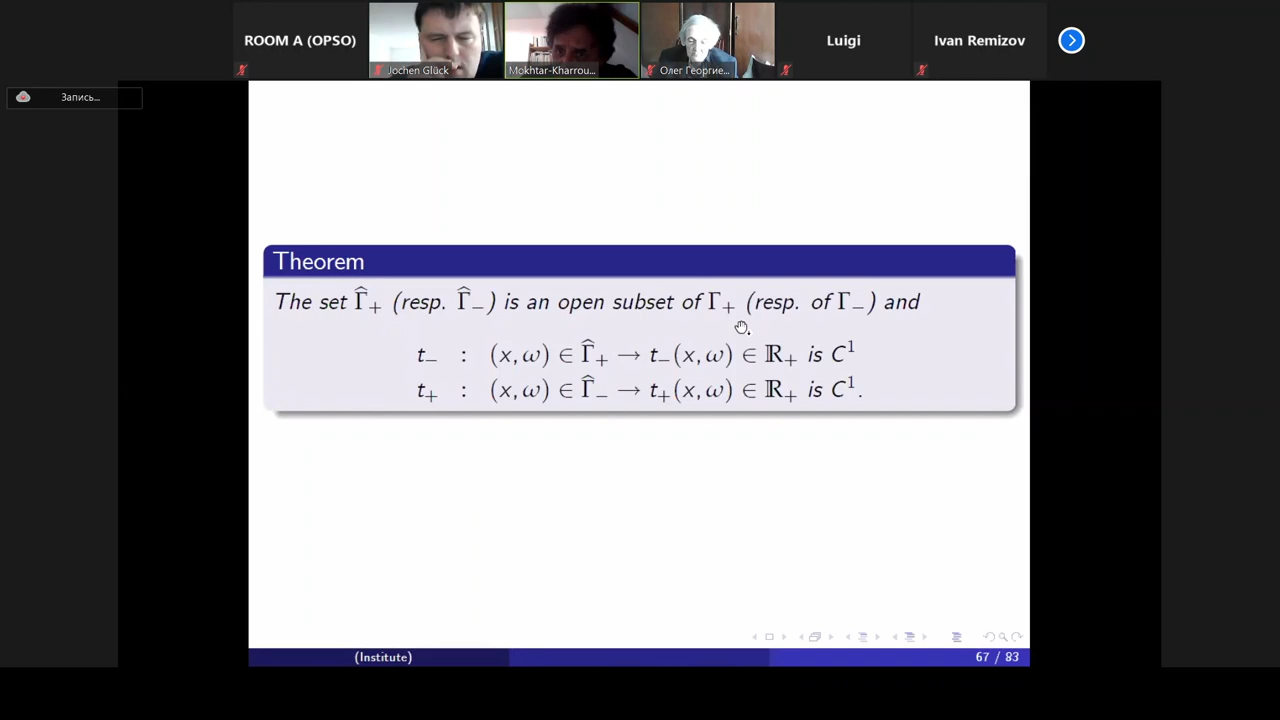 ROOM A (OPSO)
Jochen Glück
Mokhtar-Kharrou...
Олег Георгие...
Luigi
Ivan Remizov
Запись...
Theorem
The set Γ̂₊ (resp. Γ̂₋) is an open subset of Γ₊ (resp. of Γ₋) and
t₋ : (x, ω) ∈ Γ̂₊ → t₋(x, ω) ∈ ℝ₊ is C¹
t₊ : (x, ω) ∈ Γ̂₋ → t₊(x, ω) ∈ ℝ₊ is C¹.
(Institute)
67 / 83